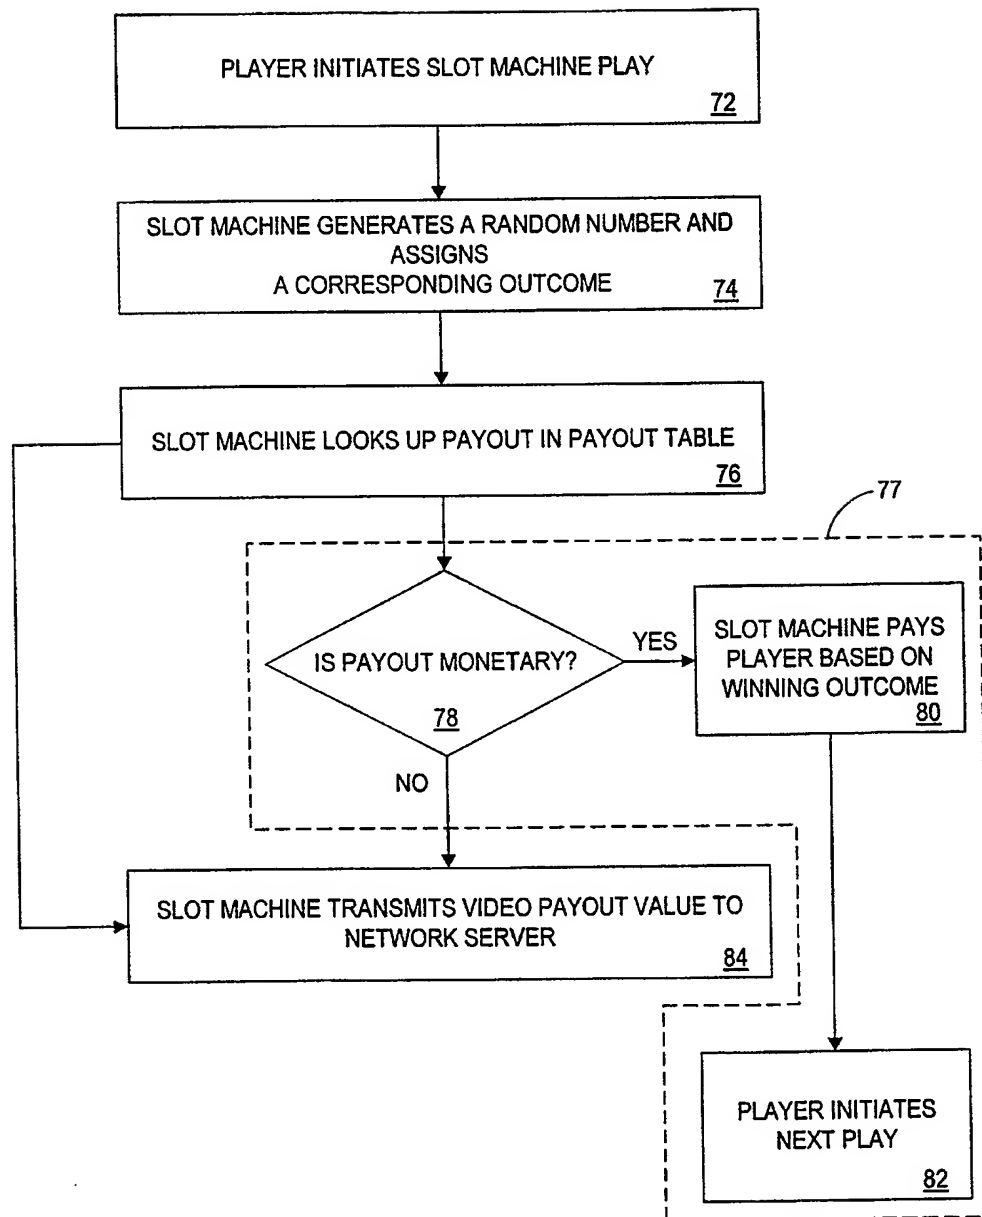 PLAYER INITIATES SLOT MACHINE PLAY
72
SLOT MACHINE GENERATES A RANDOM NUMBER AND
ASSIGNS
A CORRESPONDING OUTCOME
74
SLOT MACHINE LOOKS UP PAYOUT IN PAYOUT TABLE
76
77
IS PAYOUT MONETARY?
78
YES
SLOT MACHINE PAYS
PLAYER BASED ON
WINNING OUTCOME
80
NO
SLOT MACHINE TRANSMITS VIDEO PAYOUT VALUE TO
NETWORK SERVER
84
PLAYER INITIATES
NEXT PLAY
82